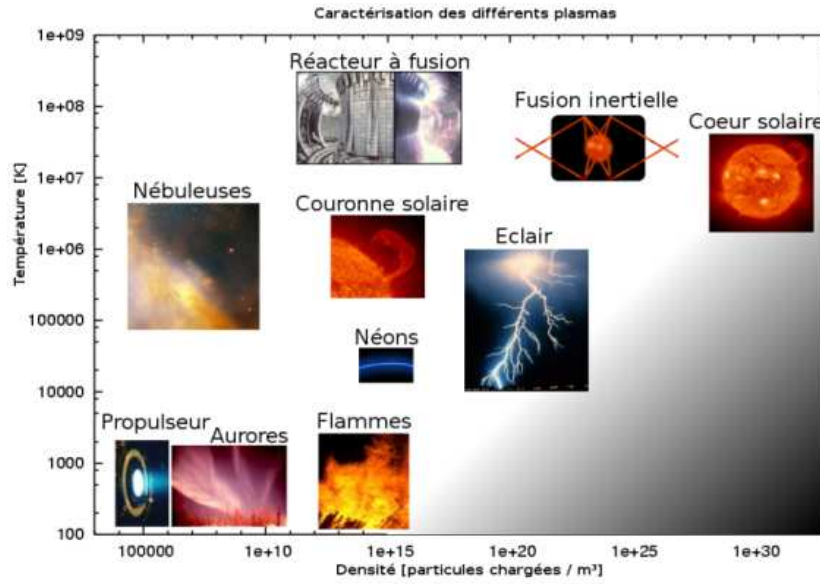 Caractérisation des différents plasmas
1e+09
1e+08
1e+07
1e+06
100000
10000
1000
100
Température [K]
Réacteur à fusion
Fusion inertielle
Coeur solaire
Nébuleuses
Couronne solaire
Eclair
Néons
Propulseur
Aurores
Flammes
100000
1e+10
1e+15
1e+20
1e+25
1e+30
Densité [particules chargées / m³]